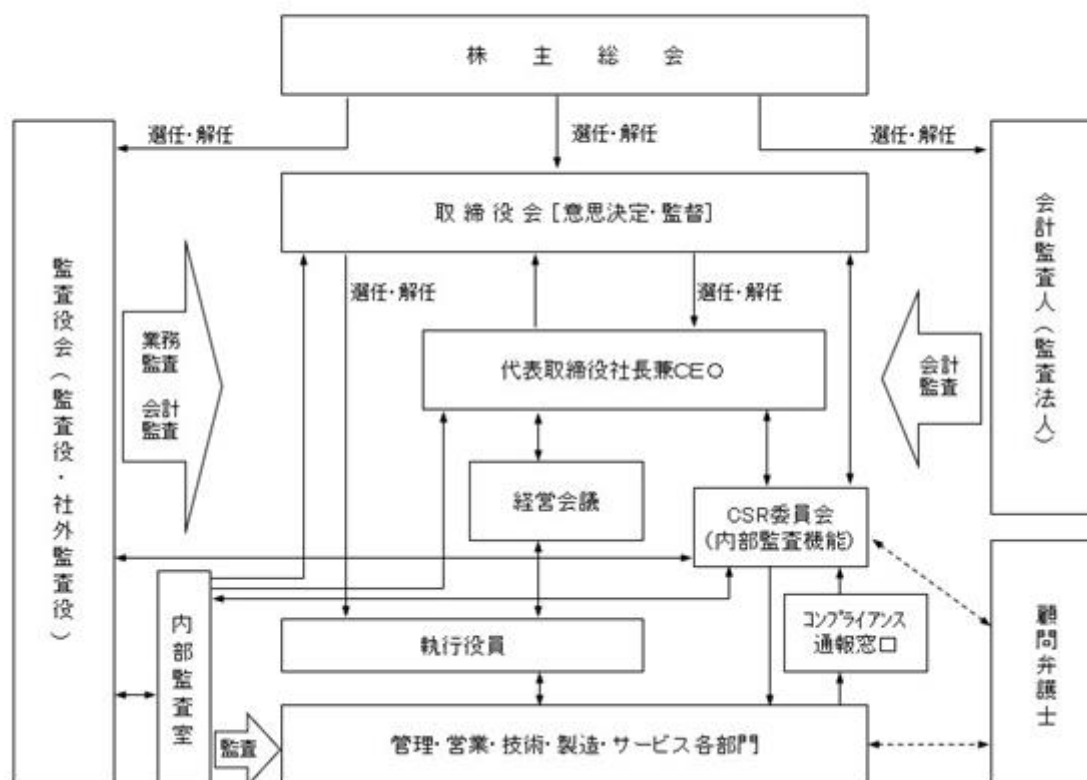 株主総会
選任・解任
選任・解任
選任・解任
取締役会[意思決定・監督]
監査役会(監査役・社外監査役)
会計監査人(監査法人)
選任・解任
選任・解任
業務
監査
会計
監査
代表取締役社長兼CEO
会計
監査
経営会議
CSR委員会
(内部監査機能)
内部監査室
執行役員
コンプライアンス
通報窓口
顧問弁護士
監査
管理・営業・技術・製造・サービス各部門